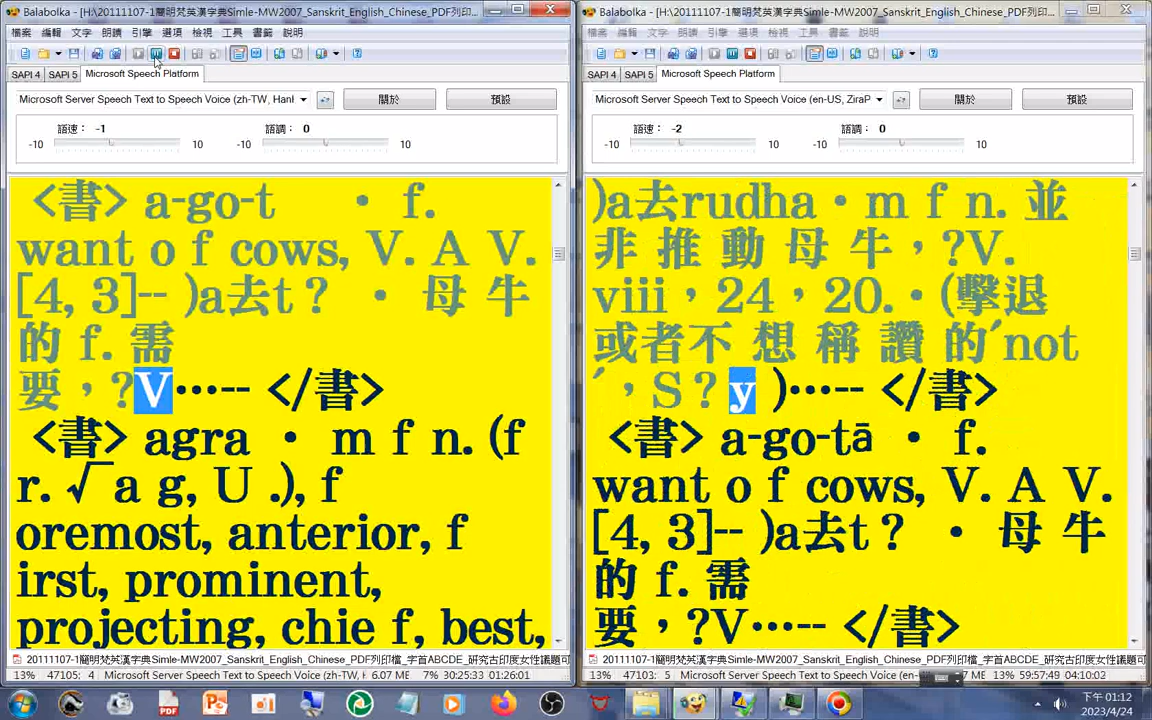 Balabolka - [H:\20111107-1簡明梵英漢字典Simle-MW2007_Sanskrit_English_Chinese_PDF列印...
檔案 編輯 文字 朗讀 引擎 選項 檢視 工具 書籤 說明
SAPI 4 SAPI 5 Microsoft Speech Platform
Microsoft Server Speech Text to Speech Voice (zh-TW, Hanl 關於 預設
語速： -1 語調： 0
-10 10 -10 10
<書> a-go-t ・ f.
want o f cows, V. A V.
[4, 3]-- )a去t？ ・ 母 牛
的 f. 需
要，?V…-- </書>
<書> agra ・ m f n. (f
r. √a g, U .), f
oremost, anterior, f
irst, prominent,
projecting, chie f, best,
20111107-1簡明梵英漢字典Simle-MW2007_Sanskrit_English_Chinese_PDF列印檔_字首ABCDE_研究古印度女性議題可
13% 47105: 4 Microsoft Server Speech Text to Speech Voice (zh-TW, H 6.07 ME 7% 30:25:33 01:26:01
Balabolka - [H:\20111107-1簡明梵英漢字典Simle-MW2007_Sanskrit_English_Chinese_PDF列印...
檔案 編輯 文字 朗讀 引擎 選項 檢視 工具 書籤 說明
SAPI 4 SAPI 5 Microsoft Speech Platform
Microsoft Server Speech Text to Speech Voice (en-US, ZiraP 關於 預設
語速： -2 語調： 0
-10 10 -10 10
)a去rudha・m f n. 並
非 推 動 母 牛，?V.
viii，24，20.・(擊退
或者不 想 稱 讚 的´not
´，S？y )…-- </書>
<書> a-go-tā ・ f.
want o f cows, V. A V.
[4, 3]-- )a去t？ ・ 母 牛
的 f. 需
要，?V…-- </書>
20111107-1簡明梵英漢字典Simle-MW2007_Sanskrit_English_Chinese_PDF列印檔_字首ABCDE_研究古印度女性議題可
13% 47103: 5 Microsoft Server Speech Text to Speech Voice 13% 59:57:49 04:10:02
下午 01:12
2023/4/24